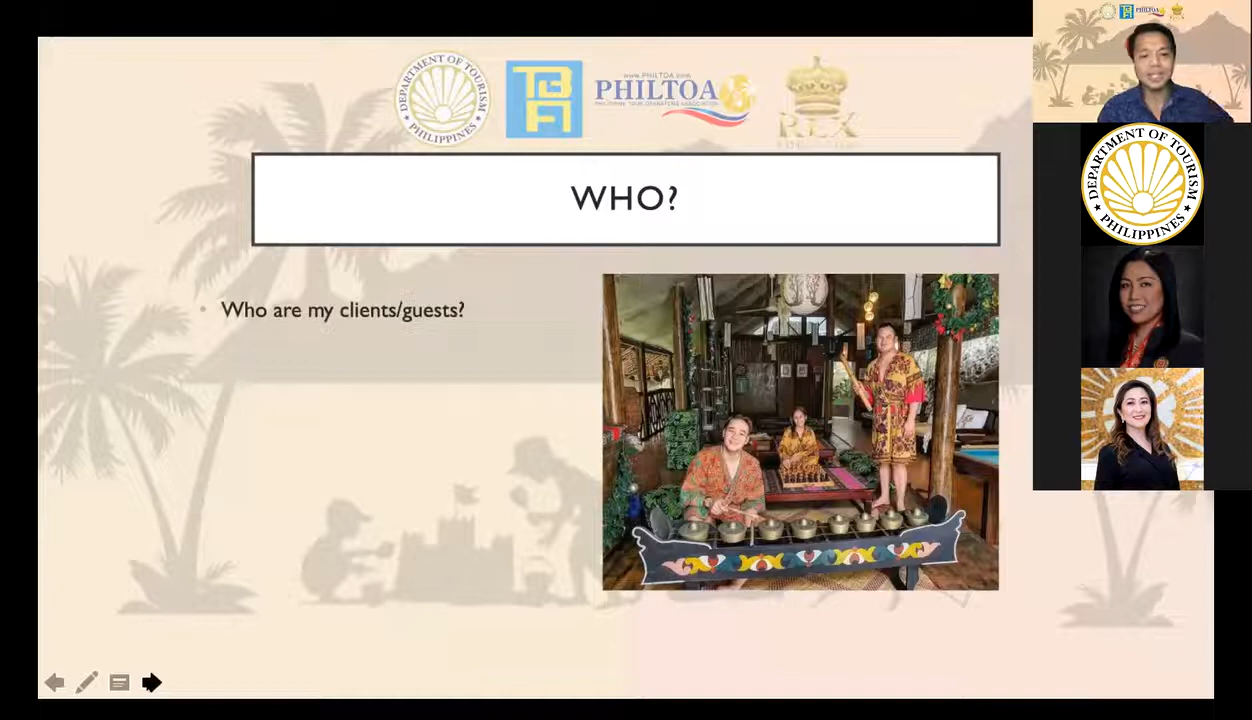 DEPARTMENT OF TOURISM
PHILIPPINES
TBA
www.PHILTOA.com
PHILTOA
PHILIPPINE TOUR OPERATORS ASSOCIATION
REX
WHO?
Who are my clients/guests?
PHILTOA
DEPARTMENT OF TOURISM
PHILIPPINES